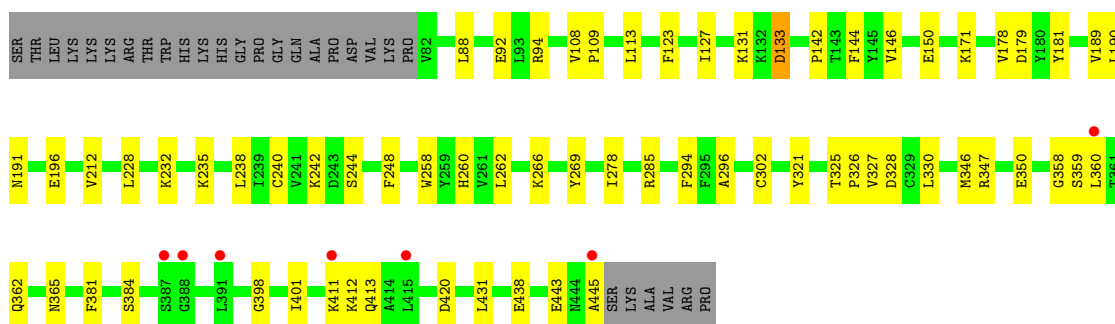 SER THR LEU LYS LYS LYS ARG THR TRP HIS LYS HIS GLY PRO GLY GLN ALA PRO ASP VAL LYS PRO V82 L88 E92 L93 R94 V108 P109 L113 F123 I127 K131 K132 D133 P142 T143 F144 Y145 V146 E150 K171 V178 D179 Y180 Y181 V189 L190
N191 E196 V212 L228 K232 K235 L238 I239 C240 V241 K242 D243 S244 F248 W258 Y259 H260 V261 L262 K266 Y269 I278 R285 F294 F295 A296 C302 Y321 T325 P326 V327 D328 C329 L330 M346 R347 E350 G358 S359 L360 T361
Q362 N365 F381 S384 S387 G388 L391 G398 I401 K411 K412 Q413 A414 L415 D420 L431 E438 E443 N444 A445 SER LYS ALA VAL ARG PRO